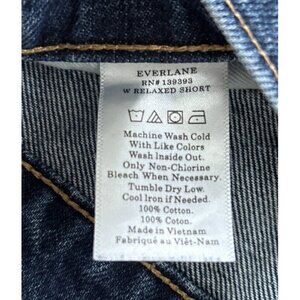 EVERLANE
RN# 139393
W RELAXED SHORT
Machine Wash Cold
With Like Colors
Wash Inside Out.
Only Non-Chlorine
Bleach When Necessary.
Tumble Dry Low.
Cool Iron if Needed.
100% Cotton.
100% Coton.
Made in Vietnam
Fabriqué au Viêt-Nam